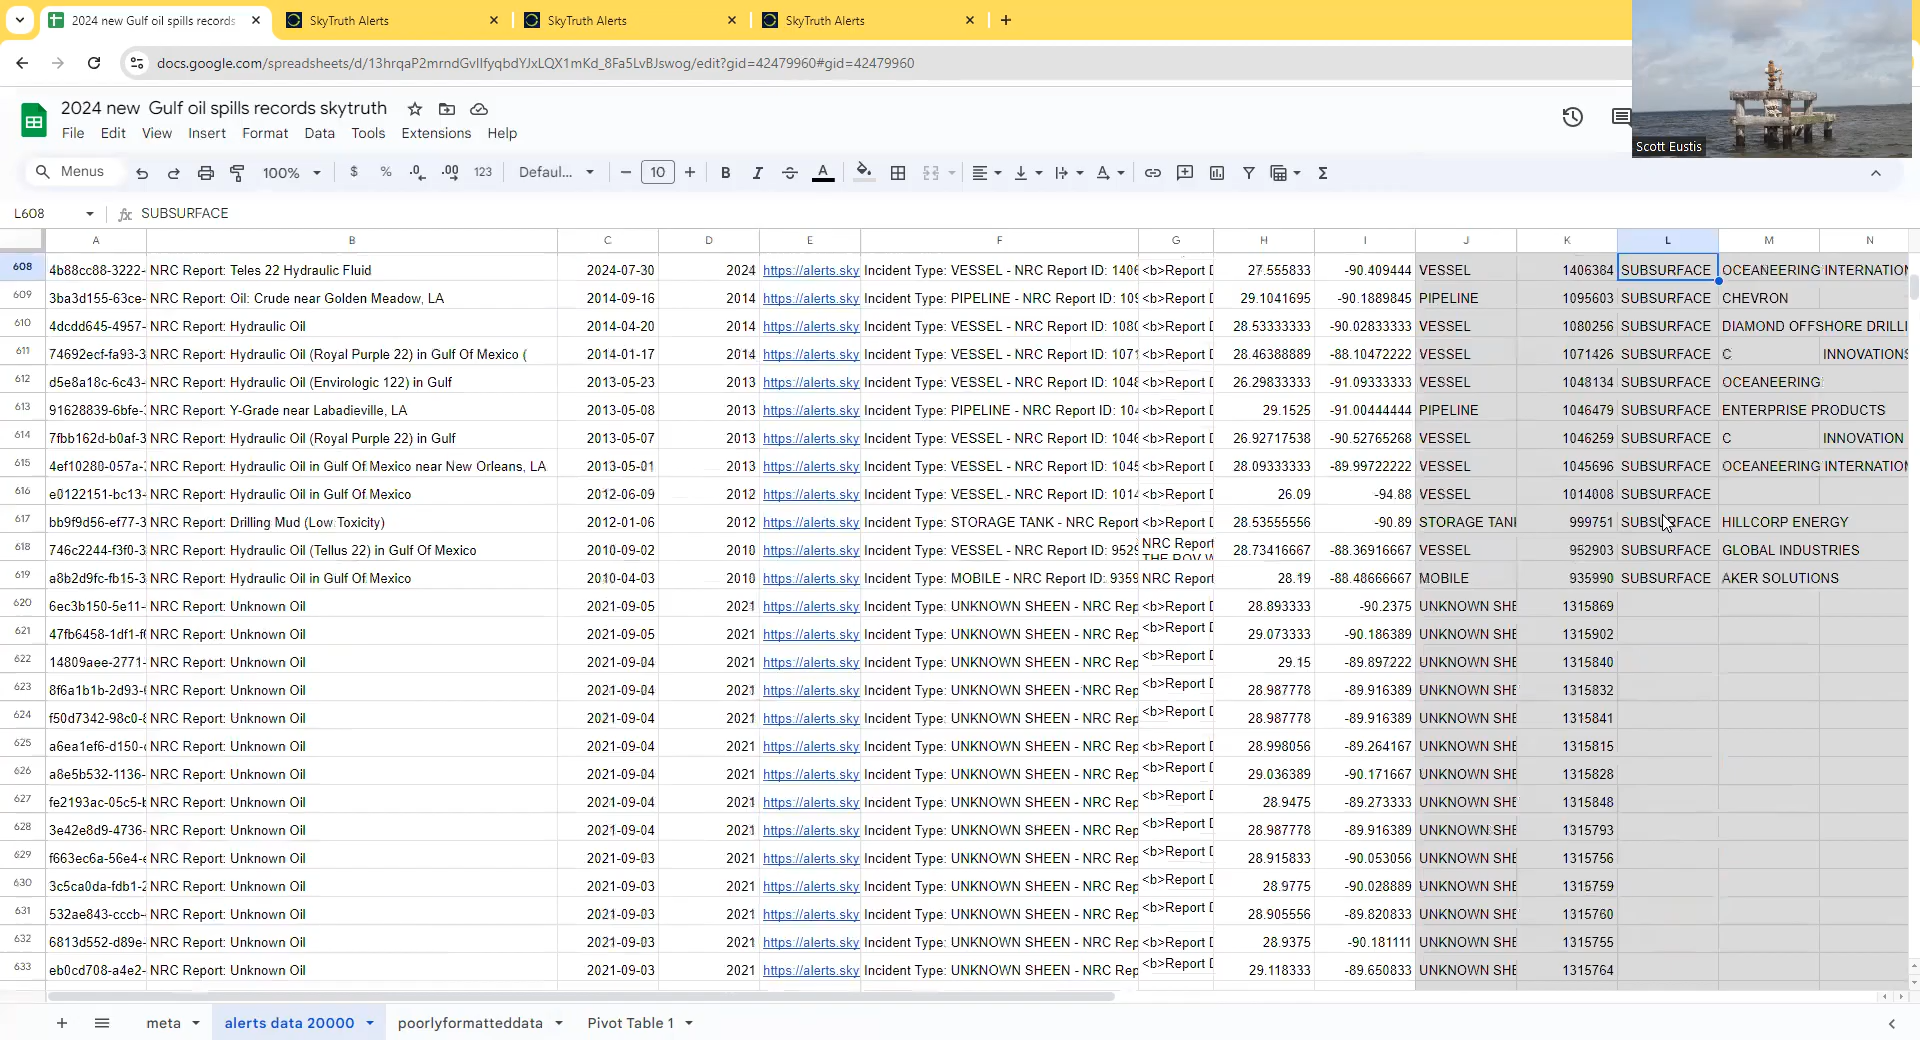 2024 new Gulf oil spills records
SkyTruth Alerts
SkyTruth Alerts
SkyTruth Alerts
docs.google.com/spreadsheets/d/13hrqaP2mrndGvIIfyqbdYJxLQX1mKd_8Fa5LvBJswog/edit?gid=42479960#gid=42479960
Scott Eustis
2024 new Gulf oil spills records skytruth
File Edit View Insert Format Data Tools Extensions Help
Menus 100% $ % .0 .00 123 Defaul... 10 B I A Σ
L608 fx SUBSURFACE
A B C D E F G H I J K L M N
608 4b88cc88-3222- NRC Report: Teles 22 Hydraulic Fluid 2024-07-30 2024 https://alerts.sky Incident Type: VESSEL - NRC Report ID: 1406 <b>Report D 27.555833 -90.409444 VESSEL 1406384 SUBSURFACE OCEANEERING INTERNATION
609 3ba3d155-63ce- NRC Report: Oil: Crude near Golden Meadow, LA 2014-09-16 2014 https://alerts.sky Incident Type: PIPELINE - NRC Report ID: 109 <b>Report D 29.1041695 -90.1889845 PIPELINE 1095603 SUBSURFACE CHEVRON
610 4dcdd645-4957- NRC Report: Hydraulic Oil 2014-04-20 2014 https://alerts.sky Incident Type: VESSEL - NRC Report ID: 1080 <b>Report D 28.53333333 -90.02833333 VESSEL 1080256 SUBSURFACE DIAMOND OFFSHORE DRILLI
611 74692ecf-fa93-3 NRC Report: Hydraulic Oil (Royal Purple 22) in Gulf Of Mexico ( 2014-01-17 2014 https://alerts.sky Incident Type: VESSEL - NRC Report ID: 1071 <b>Report D 28.46388889 -88.10472222 VESSEL 1071426 SUBSURFACE C INNOVATIONS
612 d5e8a18c-6c43- NRC Report: Hydraulic Oil (Envirologic 122) in Gulf 2013-05-23 2013 https://alerts.sky Incident Type: VESSEL - NRC Report ID: 1048 <b>Report D 26.29833333 -91.09333333 VESSEL 1048134 SUBSURFACE OCEANEERING
613 91628839-6bfe- NRC Report: Y-Grade near Labadieville, LA 2013-05-08 2013 https://alerts.sky Incident Type: PIPELINE - NRC Report ID: 104 <b>Report D 29.1525 -91.00444444 PIPELINE 1046479 SUBSURFACE ENTERPRISE PRODUCTS
614 7fbb162d-b0af-3 NRC Report: Hydraulic Oil (Royal Purple 22) in Gulf 2013-05-07 2013 https://alerts.sky Incident Type: VESSEL - NRC Report ID: 1046 <b>Report D 26.92717538 -90.52765268 VESSEL 1046259 SUBSURFACE C INNOVATION
615 4ef10280-057a- NRC Report: Hydraulic Oil in Gulf Of Mexico near New Orleans, LA 2013-05-01 2013 https://alerts.sky Incident Type: VESSEL - NRC Report ID: 1045 <b>Report D 28.09333333 -89.99722222 VESSEL 1045696 SUBSURFACE OCEANEERING INTERNATION
616 e0122151-bc13- NRC Report: Hydraulic Oil in Gulf Of Mexico 2012-06-09 2012 https://alerts.sky Incident Type: VESSEL - NRC Report ID: 1014 <b>Report D 26.09 -94.88 VESSEL 1014008 SUBSURFACE
617 bb9f9d56-ef77-3 NRC Report: Drilling Mud (Low Toxicity) 2012-01-06 2012 https://alerts.sky Incident Type: STORAGE TANK - NRC Report <b>Report D 28.53555556 -90.89 STORAGE TANK 999751 SUBSURFACE HILLCORP ENERGY
618 746c2244-f3f0-3 NRC Report: Hydraulic Oil (Tellus 22) in Gulf Of Mexico 2010-09-02 2010 https://alerts.sky Incident Type: VESSEL - NRC Report ID: 9529 NRC Report THE ROV W 28.73416667 -88.36916667 VESSEL 952903 SUBSURFACE GLOBAL INDUSTRIES
619 a8b2d9fc-fb15-3 NRC Report: Hydraulic Oil in Gulf Of Mexico 2010-04-03 2010 https://alerts.sky Incident Type: MOBILE - NRC Report ID: 9359 NRC Report 28.19 -88.48666667 MOBILE 935990 SUBSURFACE AKER SOLUTIONS
620 6ec3b150-5e11- NRC Report: Unknown Oil 2021-09-05 2021 https://alerts.sky Incident Type: UNKNOWN SHEEN - NRC Rep <b>Report D 28.893333 -90.2375 UNKNOWN SHE 1315869
621 47fb6458-1df1-f NRC Report: Unknown Oil 2021-09-05 2021 https://alerts.sky Incident Type: UNKNOWN SHEEN - NRC Rep <b>Report D 29.073333 -90.186389 UNKNOWN SHE 1315902
622 14809aee-2771- NRC Report: Unknown Oil 2021-09-04 2021 https://alerts.sky Incident Type: UNKNOWN SHEEN - NRC Rep <b>Report D 29.15 -89.897222 UNKNOWN SHE 1315840
623 8f6a1b1b-2d93- NRC Report: Unknown Oil 2021-09-04 2021 https://alerts.sky Incident Type: UNKNOWN SHEEN - NRC Rep <b>Report D 28.987778 -89.916389 UNKNOWN SHE 1315832
624 f50d7342-98c0-8 NRC Report: Unknown Oil 2021-09-04 2021 https://alerts.sky Incident Type: UNKNOWN SHEEN - NRC Rep <b>Report D 28.987778 -89.916389 UNKNOWN SHE 1315841
625 a6ea1ef6-d150- NRC Report: Unknown Oil 2021-09-04 2021 https://alerts.sky Incident Type: UNKNOWN SHEEN - NRC Rep <b>Report D 28.998056 -89.264167 UNKNOWN SHE 1315815
626 a8e5b532-1136- NRC Report: Unknown Oil 2021-09-04 2021 https://alerts.sky Incident Type: UNKNOWN SHEEN - NRC Rep <b>Report D 29.036389 -90.171667 UNKNOWN SHE 1315828
627 fe2193ac-05c5- NRC Report: Unknown Oil 2021-09-04 2021 https://alerts.sky Incident Type: UNKNOWN SHEEN - NRC Rep <b>Report D 28.9475 -89.273333 UNKNOWN SHE 1315848
628 3e42e8d9-4736- NRC Report: Unknown Oil 2021-09-04 2021 https://alerts.sky Incident Type: UNKNOWN SHEEN - NRC Rep <b>Report D 28.987778 -89.916389 UNKNOWN SHE 1315793
629 f663ec6a-56e4- NRC Report: Unknown Oil 2021-09-03 2021 https://alerts.sky Incident Type: UNKNOWN SHEEN - NRC Rep <b>Report D 28.915833 -90.053056 UNKNOWN SHE 1315756
630 3c5ca0da-fdb1-2 NRC Report: Unknown Oil 2021-09-03 2021 https://alerts.sky Incident Type: UNKNOWN SHEEN - NRC Rep <b>Report D 28.9775 -90.028889 UNKNOWN SHE 1315759
631 532ae843-cccb- NRC Report: Unknown Oil 2021-09-03 2021 https://alerts.sky Incident Type: UNKNOWN SHEEN - NRC Rep <b>Report D 28.905556 -89.820833 UNKNOWN SHE 1315760
632 6813d552-d89e- NRC Report: Unknown Oil 2021-09-03 2021 https://alerts.sky Incident Type: UNKNOWN SHEEN - NRC Rep <b>Report D 28.9375 -90.181111 UNKNOWN SHE 1315755
633 eb0cd708-a4e2- NRC Report: Unknown Oil 2021-09-03 2021 https://alerts.sky Incident Type: UNKNOWN SHEEN - NRC Rep <b>Report D 29.118333 -89.650833 UNKNOWN SHE 1315764
meta alerts data 20000 poorlyformatteddata Pivot Table 1